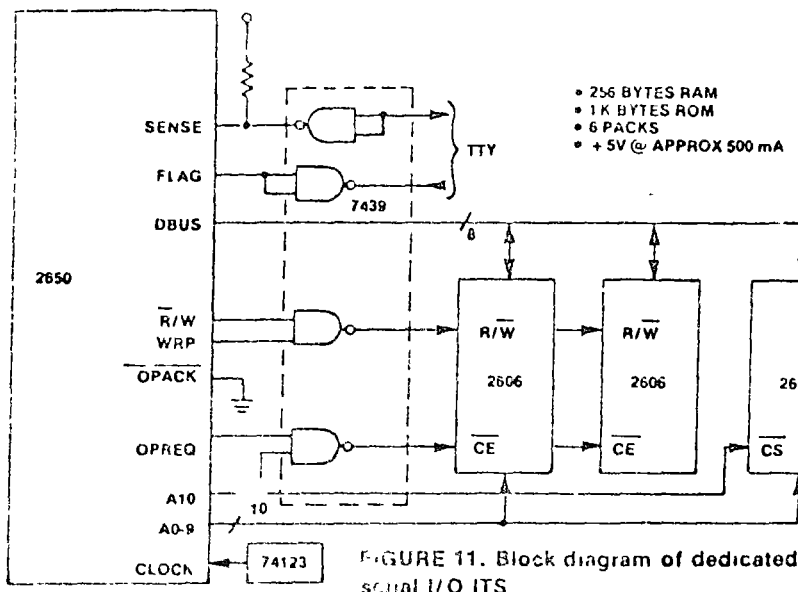 • 256 BYTES RAM
• 1K BYTES ROM
• 6 PACKS
• + 5V @ APPROX 500 mA
SENSE
TTY
FLAG
7439
DBUS
8
2650
R/W
WRP
R/W
R/W
2606
2606
26
OPACK
OPREQ
CE
CE
CS
A10
10
A0-9
CLOCK
74123
FIGURE 11. Block diagram of dedicated
serial I/O ITS